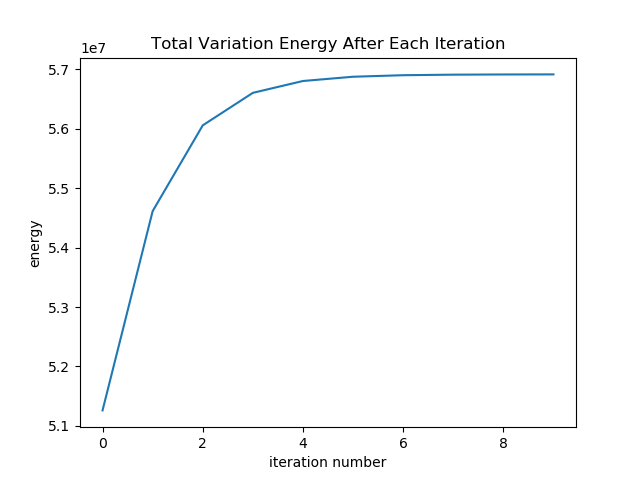 Total Variation Energy After Each Iteration
1e7
5.7
5.6
5.5
5.4
5.3
5.2
5.1
energy
0 2 4 6 8
iteration number